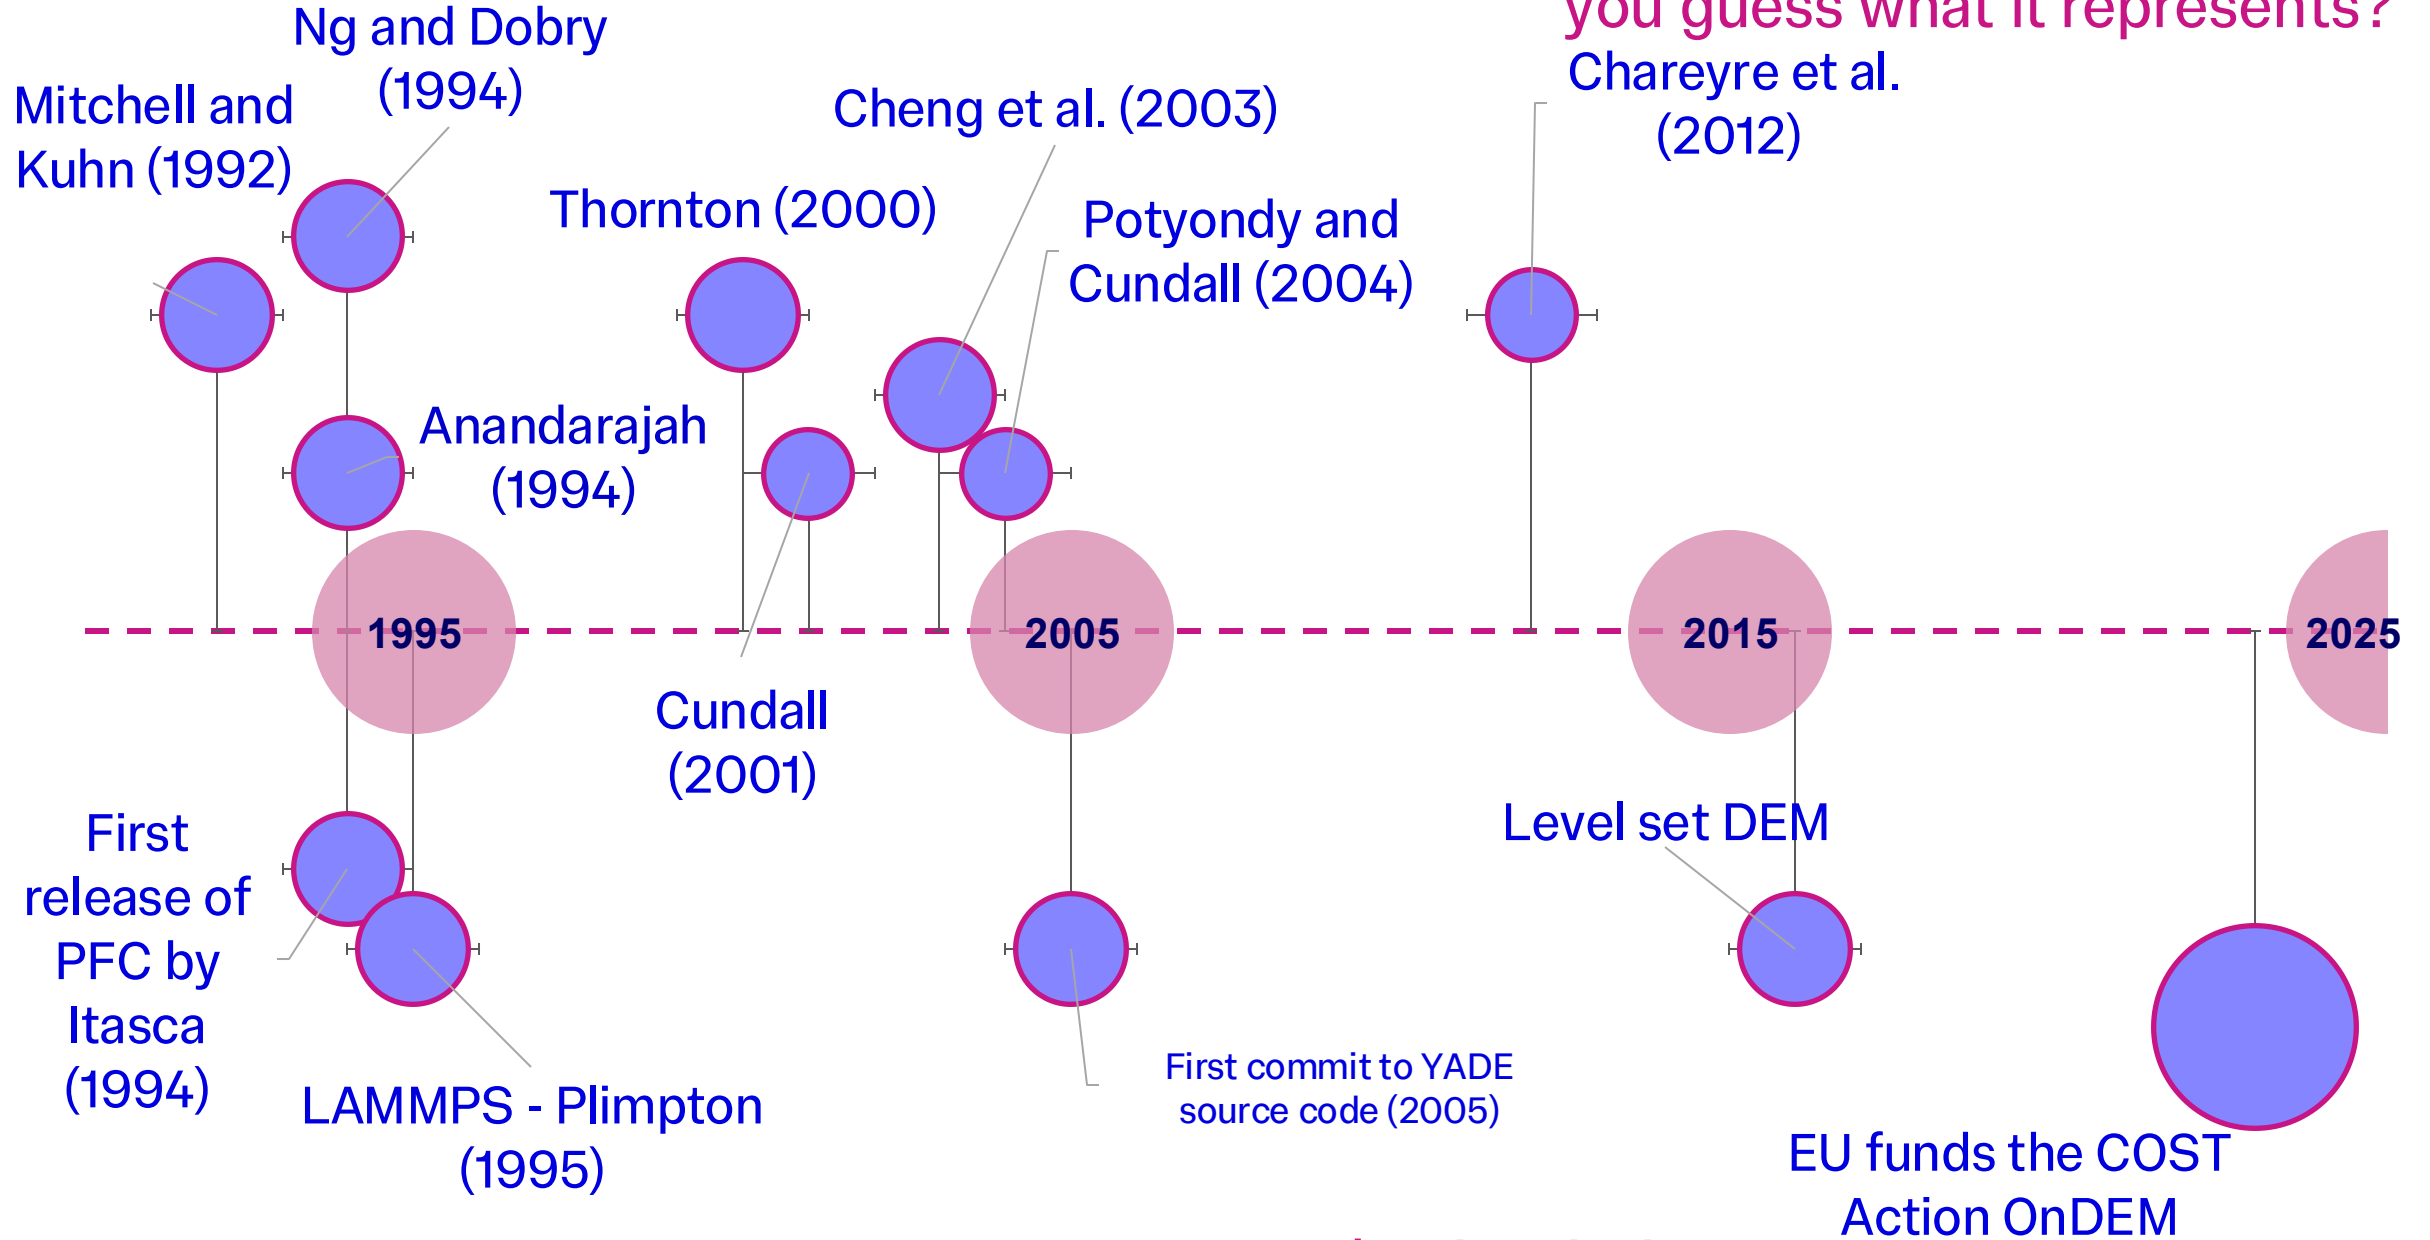 you guess what it represents?
Ng and Dobry
(1994)
Mitchell and
Kuhn (1992)
Cheng et al. (2003)
Chareyre et al.
(2012)
Thornton (2000)
Potyondy and
Cundall (2004)
Anandarajah
(1994)
1995
2005
2015
2025
Cundall
(2001)
First
release of
PFC by
Itasca
(1994)
LAMMPS - Plimpton
(1995)
First commit to YADE
source code (2005)
Level set DEM
EU funds the COST
Action OnDEM